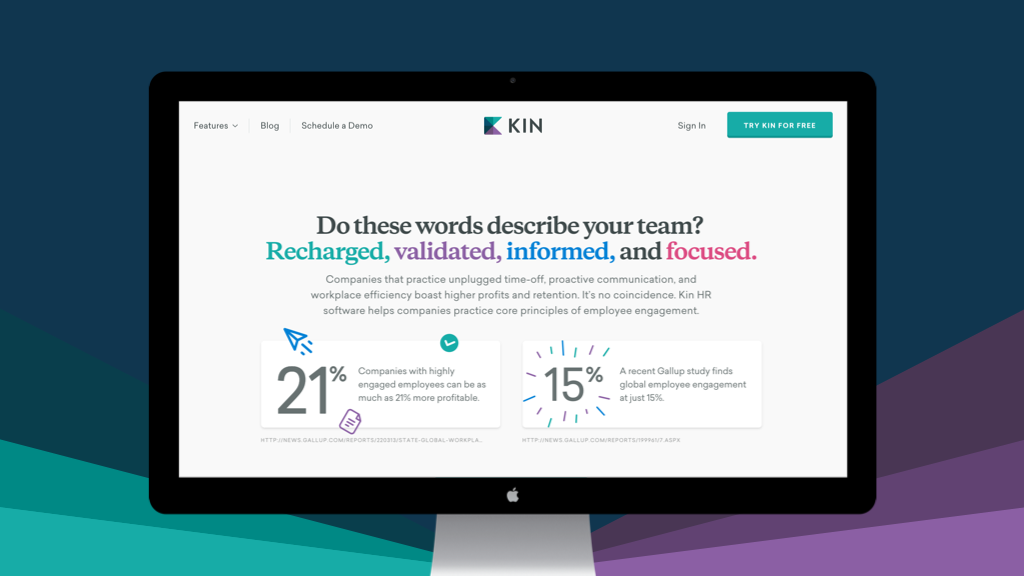 Features
Blog
Schedule a Demo
KIN
Sign In
TRY KIN FOR FREE
Do these words describe your team?
Recharged, validated, informed, and focused.
Companies that practice unplugged time-off, proactive communication, and
workplace efficiency boast higher profits and retention. It's no coincidence. Kin HR
software helps companies practice core principles of employee engagement.
21%
Companies with highly
engaged employees can be as
much as 21% more profitable.
HTTP://NEWS.GALLUP.COM/REPORTS/220313/STATE-GLOBAL-WORKPLA...
15%
A recent Gallup study finds
global employee engagement
at just 15%.
HTTP://NEWS.GALLUP.COM/REPORTS/199961/7.ASPX